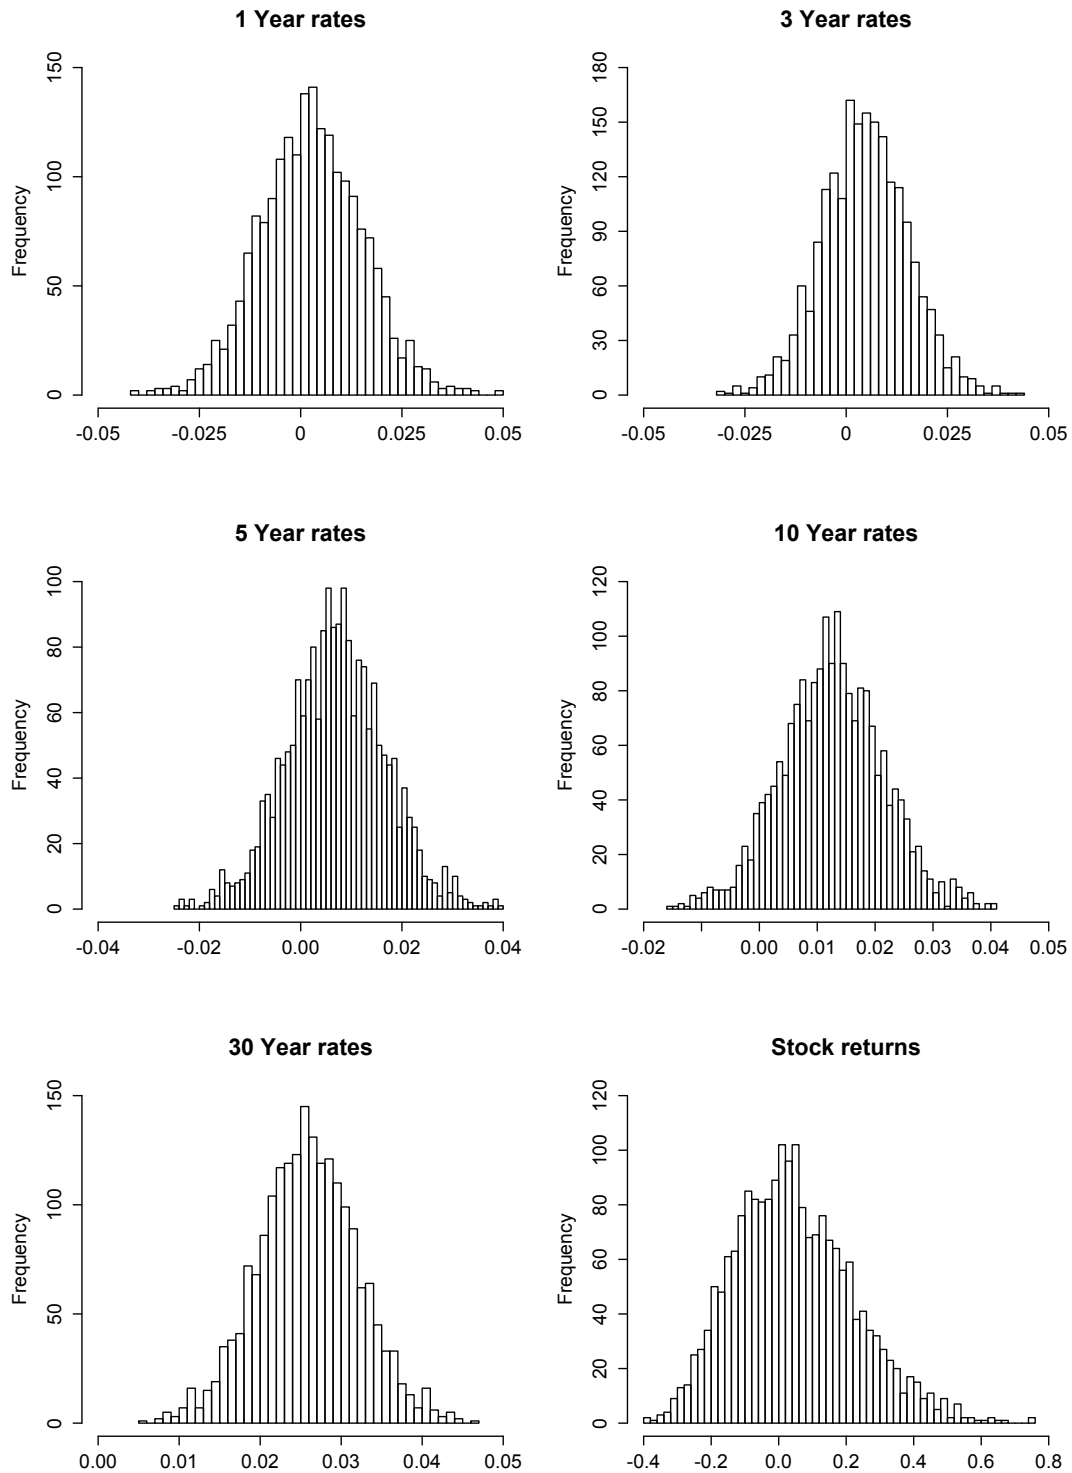 1 Year rates
Frequency
0 50 100 150
-0.05 -0.025 0 0.025 0.05
3 Year rates
Frequency
0 30 60 90 120 150 180
-0.05 -0.025 0 0.025 0.05
5 Year rates
Frequency
0 20 40 60 80 100
-0.04 -0.02 0.00 0.02 0.04
10 Year rates
Frequency
0 20 40 60 80 100 120
-0.02 0.00 0.01 0.02 0.03 0.04 0.05
30 Year rates
Frequency
0 50 100 150
0.00 0.01 0.02 0.03 0.04 0.05
Stock returns
Frequency
0 20 40 60 80 100 120
-0.4 -0.2 0.0 0.2 0.4 0.6 0.8